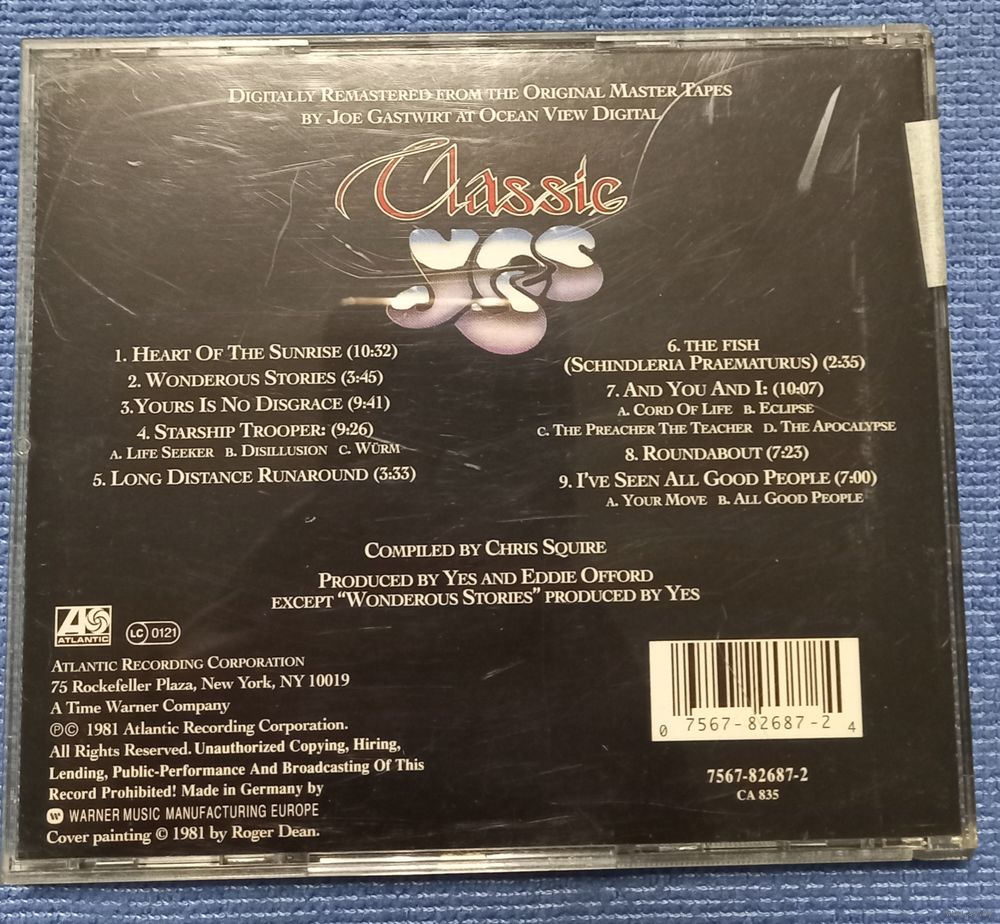 DIGITALLY REMASTERED FROM THE ORIGINAL MASTER TAPES
BY JOE GASTWIRT AT OCEAN VIEW DIGITAL
Classic
YES
1. HEART OF THE SUNRISE (10:32)
2. WONDEROUS STORIES (3:45)
3.YOURS IS NO DISGRACE (9:41)
4. STARSHIP TROOPER: (9:26)
A. LIFE SEEKER B. DISILLUSION C. WÜRM
5. LONG DISTANCE RUNAROUND (3:33)
6. THE FISH
(SCHINDLERIA PRAEMATURUS) (2:35)
7. AND YOU AND I: (10:07)
A. CORD OF LIFE B. ECLIPSE
C. THE PREACHER THE TEACHER D. THE APOCALYPSE
8. ROUNDABOUT (7:23)
9. I'VE SEEN ALL GOOD PEOPLE (7:00)
A. YOUR MOVE B. ALL GOOD PEOPLE
COMPILED BY CHRIS SQUIRE
PRODUCED BY YES AND EDDIE OFFORD
EXCEPT "WONDEROUS STORIES" PRODUCED BY YES
ATLANTIC
LC 0121
ATLANTIC RECORDING CORPORATION
75 Rockefeller Plaza, New York, NY 10019
A Time Warner Company
℗© 1981 Atlantic Recording Corporation.
All Rights Reserved. Unauthorized Copying, Hiring,
Lending, Public-Performance And Broadcasting Of This
Record Prohibited! Made in Germany by
WARNER MUSIC MANUFACTURING EUROPE
Cover painting © 1981 by Roger Dean.
0 7567-82687-2 4
7567-82687-2
CA 835